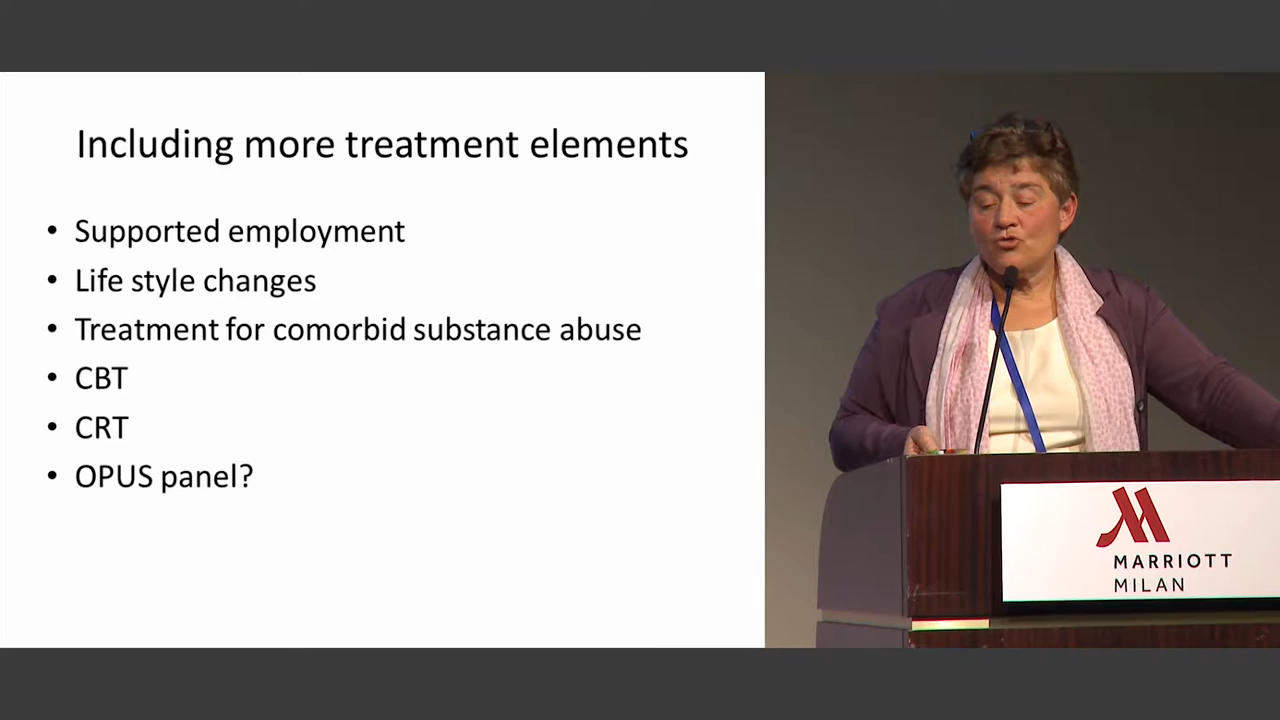 Including more treatment elements
• Supported employment
• Life style changes
• Treatment for comorbid substance abuse
• CBT
• CRT
• OPUS panel?
MARRIOTT
MILAN